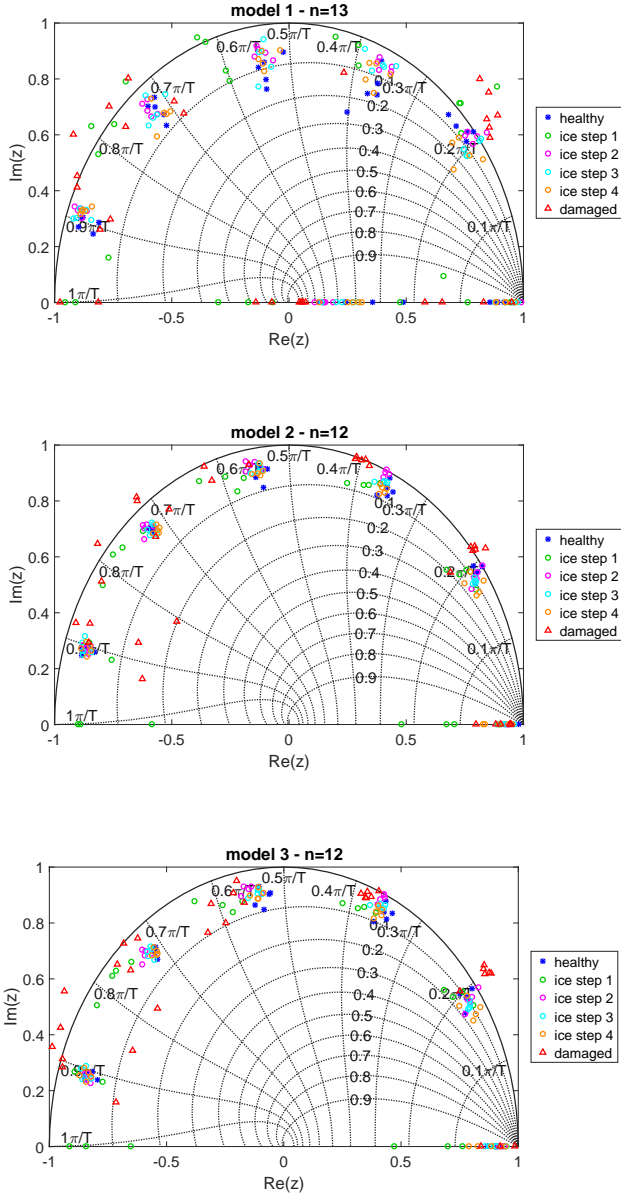 model 1 - n=13
1
0.8
0.6
0.4
0.2
0
Im(z)
0.5π/T
0.6π/T
0.4π/T
0.7π/T
0.3π/T
0.8π/T
0.2π/T
0.9π/T
0.1π/T
1π/T
0.1
0.2
0.3
0.4
0.5
0.6
0.7
0.8
0.9
-1
-0.5
0
0.5
1
Re(z)
healthy
ice step 1
ice step 2
ice step 3
ice step 4
damaged
model 2 - n=12
1
0.8
0.6
0.4
0.2
0
Im(z)
0.5π/T
0.6π/T
0.4π/T
0.7π/T
0.3π/T
0.8π/T
0.2π/T
0.9π/T
0.1π/T
1π/T
0.1
0.2
0.3
0.4
0.5
0.6
0.7
0.8
0.9
-1
-0.5
0
0.5
1
Re(z)
healthy
ice step 1
ice step 2
ice step 3
ice step 4
damaged
model 3 - n=12
1
0.8
0.6
0.4
0.2
0
Im(z)
0.5π/T
0.6π/T
0.4π/T
0.7π/T
0.3π/T
0.8π/T
0.2π/T
0.9π/T
0.1π/T
1π/T
0.1
0.2
0.3
0.4
0.5
0.6
0.7
0.8
0.9
-1
-0.5
0
0.5
1
Re(z)
healthy
ice step 1
ice step 2
ice step 3
ice step 4
damaged